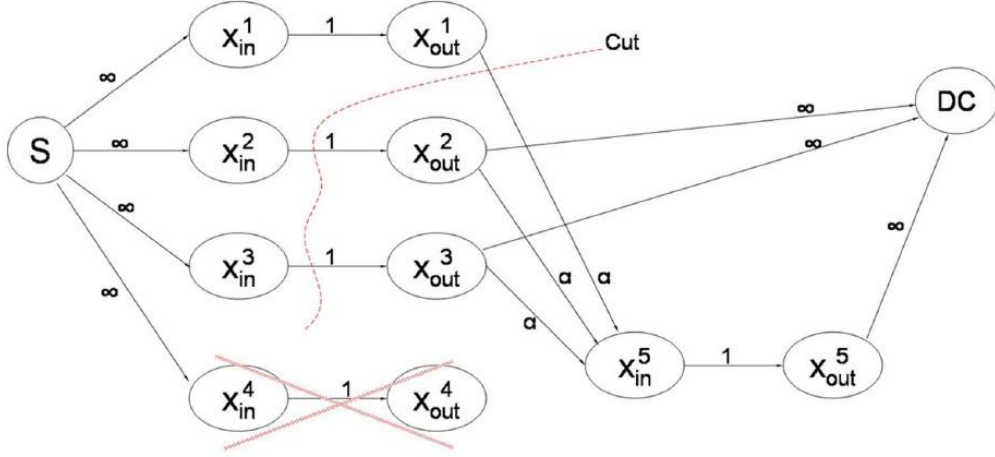 X¹in 1 X¹out
Cut
∞
DC
∞
S ∞ X²in 1 X²out
∞
∞
X³in 1 X³out
∞
∞
α α
α
X⁵in 1 X⁵out
X⁴in 1 X⁴out